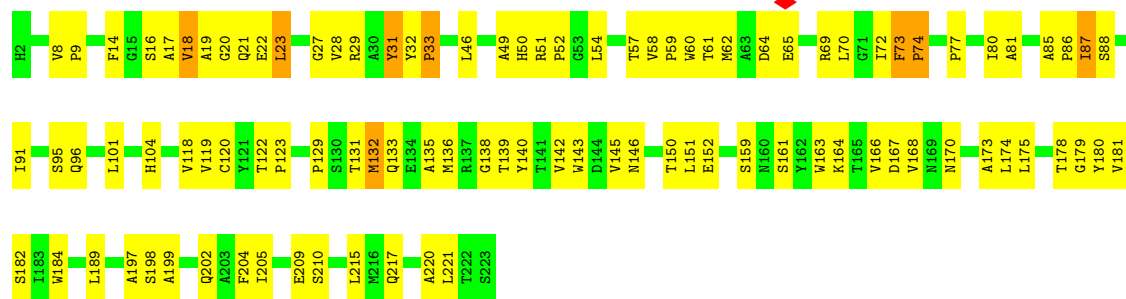 H2 V8 P9 F14 G15 S16 A17 V18 A19 G20 Q21 E22 L23 G27 V28 R29 A30 Y31 Y32 P33 L46 A49 H50 R51 P52 G53 L54 T57 V58 P59 W60 T61 M62 A63 D64 E65 R69 L70 G71 I72 F73 P74 P77 I80 A81 A85 P86 I87 S88
I91 S95 Q96 L101 H104 V118 V119 C120 Y121 T122 P123 P129 S130 T131 M132 Q133 E134 A135 M136 R137 G138 T139 Y140 T141 V142 W143 D144 V145 N146 T150 L151 E152 S159 N160 S161 Y162 W163 K164 T165 V166 D167 V168 N169 N170 A173 L174 L175 T178 G179 Y180 V181
S182 I183 W184 L189 A197 S198 A199 Q202 A203 F204 I205 E209 S210 L215 M216 Q217 A220 L221 T222 S223